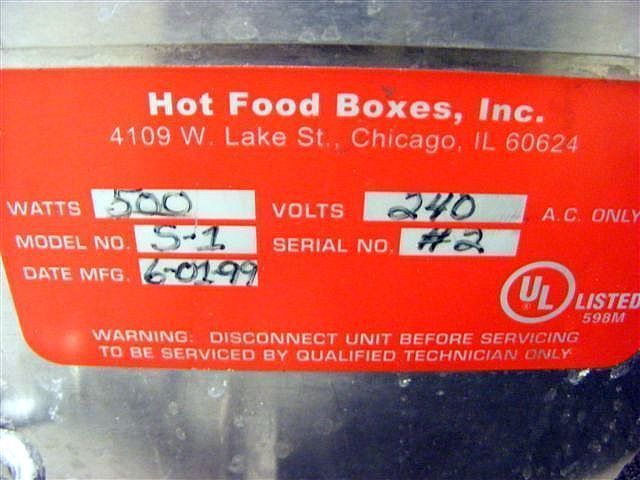 Hot Food Boxes, Inc.
4109 W. Lake St., Chicago, IL 60624
WATTS 500 VOLTS 240 A.C. ONLY
MODEL NO. S-1 SERIAL NO. #2
DATE MFG. 6-01-99
UL LISTED
598M
WARNING: DISCONNECT UNIT BEFORE SERVICING
TO BE SERVICED BY QUALIFIED TECHNICIAN ONLY